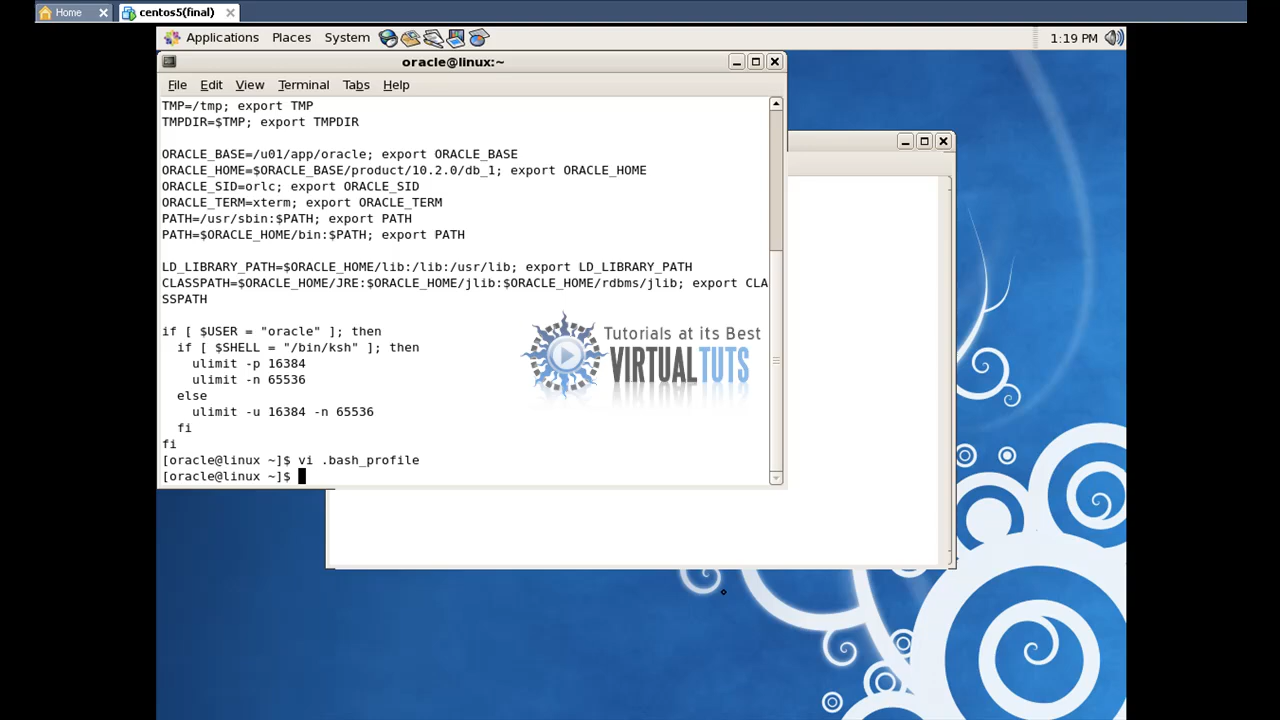 Home
centos5(final)
Applications Places System
1:19 PM
oracle@linux:~
File Edit View Terminal Tabs Help
TMP=/tmp; export TMP
TMPDIR=$TMP; export TMPDIR
ORACLE_BASE=/u01/app/oracle; export ORACLE_BASE
ORACLE_HOME=$ORACLE_BASE/product/10.2.0/db_1; export ORACLE_HOME
ORACLE_SID=orlc; export ORACLE_SID
ORACLE_TERM=xterm; export ORACLE_TERM
PATH=/usr/sbin:$PATH; export PATH
PATH=$ORACLE_HOME/bin:$PATH; export PATH
LD_LIBRARY_PATH=$ORACLE_HOME/lib:/lib:/usr/lib; export LD_LIBRARY_PATH
CLASSPATH=$ORACLE_HOME/JRE:$ORACLE_HOME/jlib:$ORACLE_HOME/rdbms/jlib; export CLA
SSPATH
if [ $USER = "oracle" ]; then
if [ $SHELL = "/bin/ksh" ]; then
ulimit -p 16384
ulimit -n 65536
else
ulimit -u 16384 -n 65536
fi
fi
[oracle@linux ~]$ vi .bash_profile
[oracle@linux ~]$
Tutorials at its Best
VIRTUALTUTS